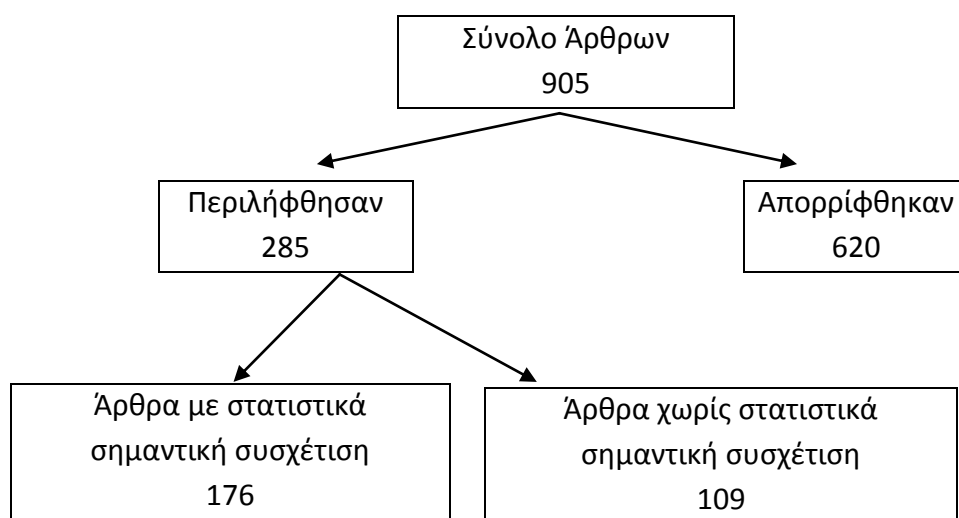 Σύνολο Άρθρων
905
Περιλήφθησαν
285
Απορρίφθηκαν
620
Άρθρα με στατιστικά
σημαντική συσχέτιση
176
Άρθρα χωρίς στατιστικά
σημαντική συσχέτιση
109